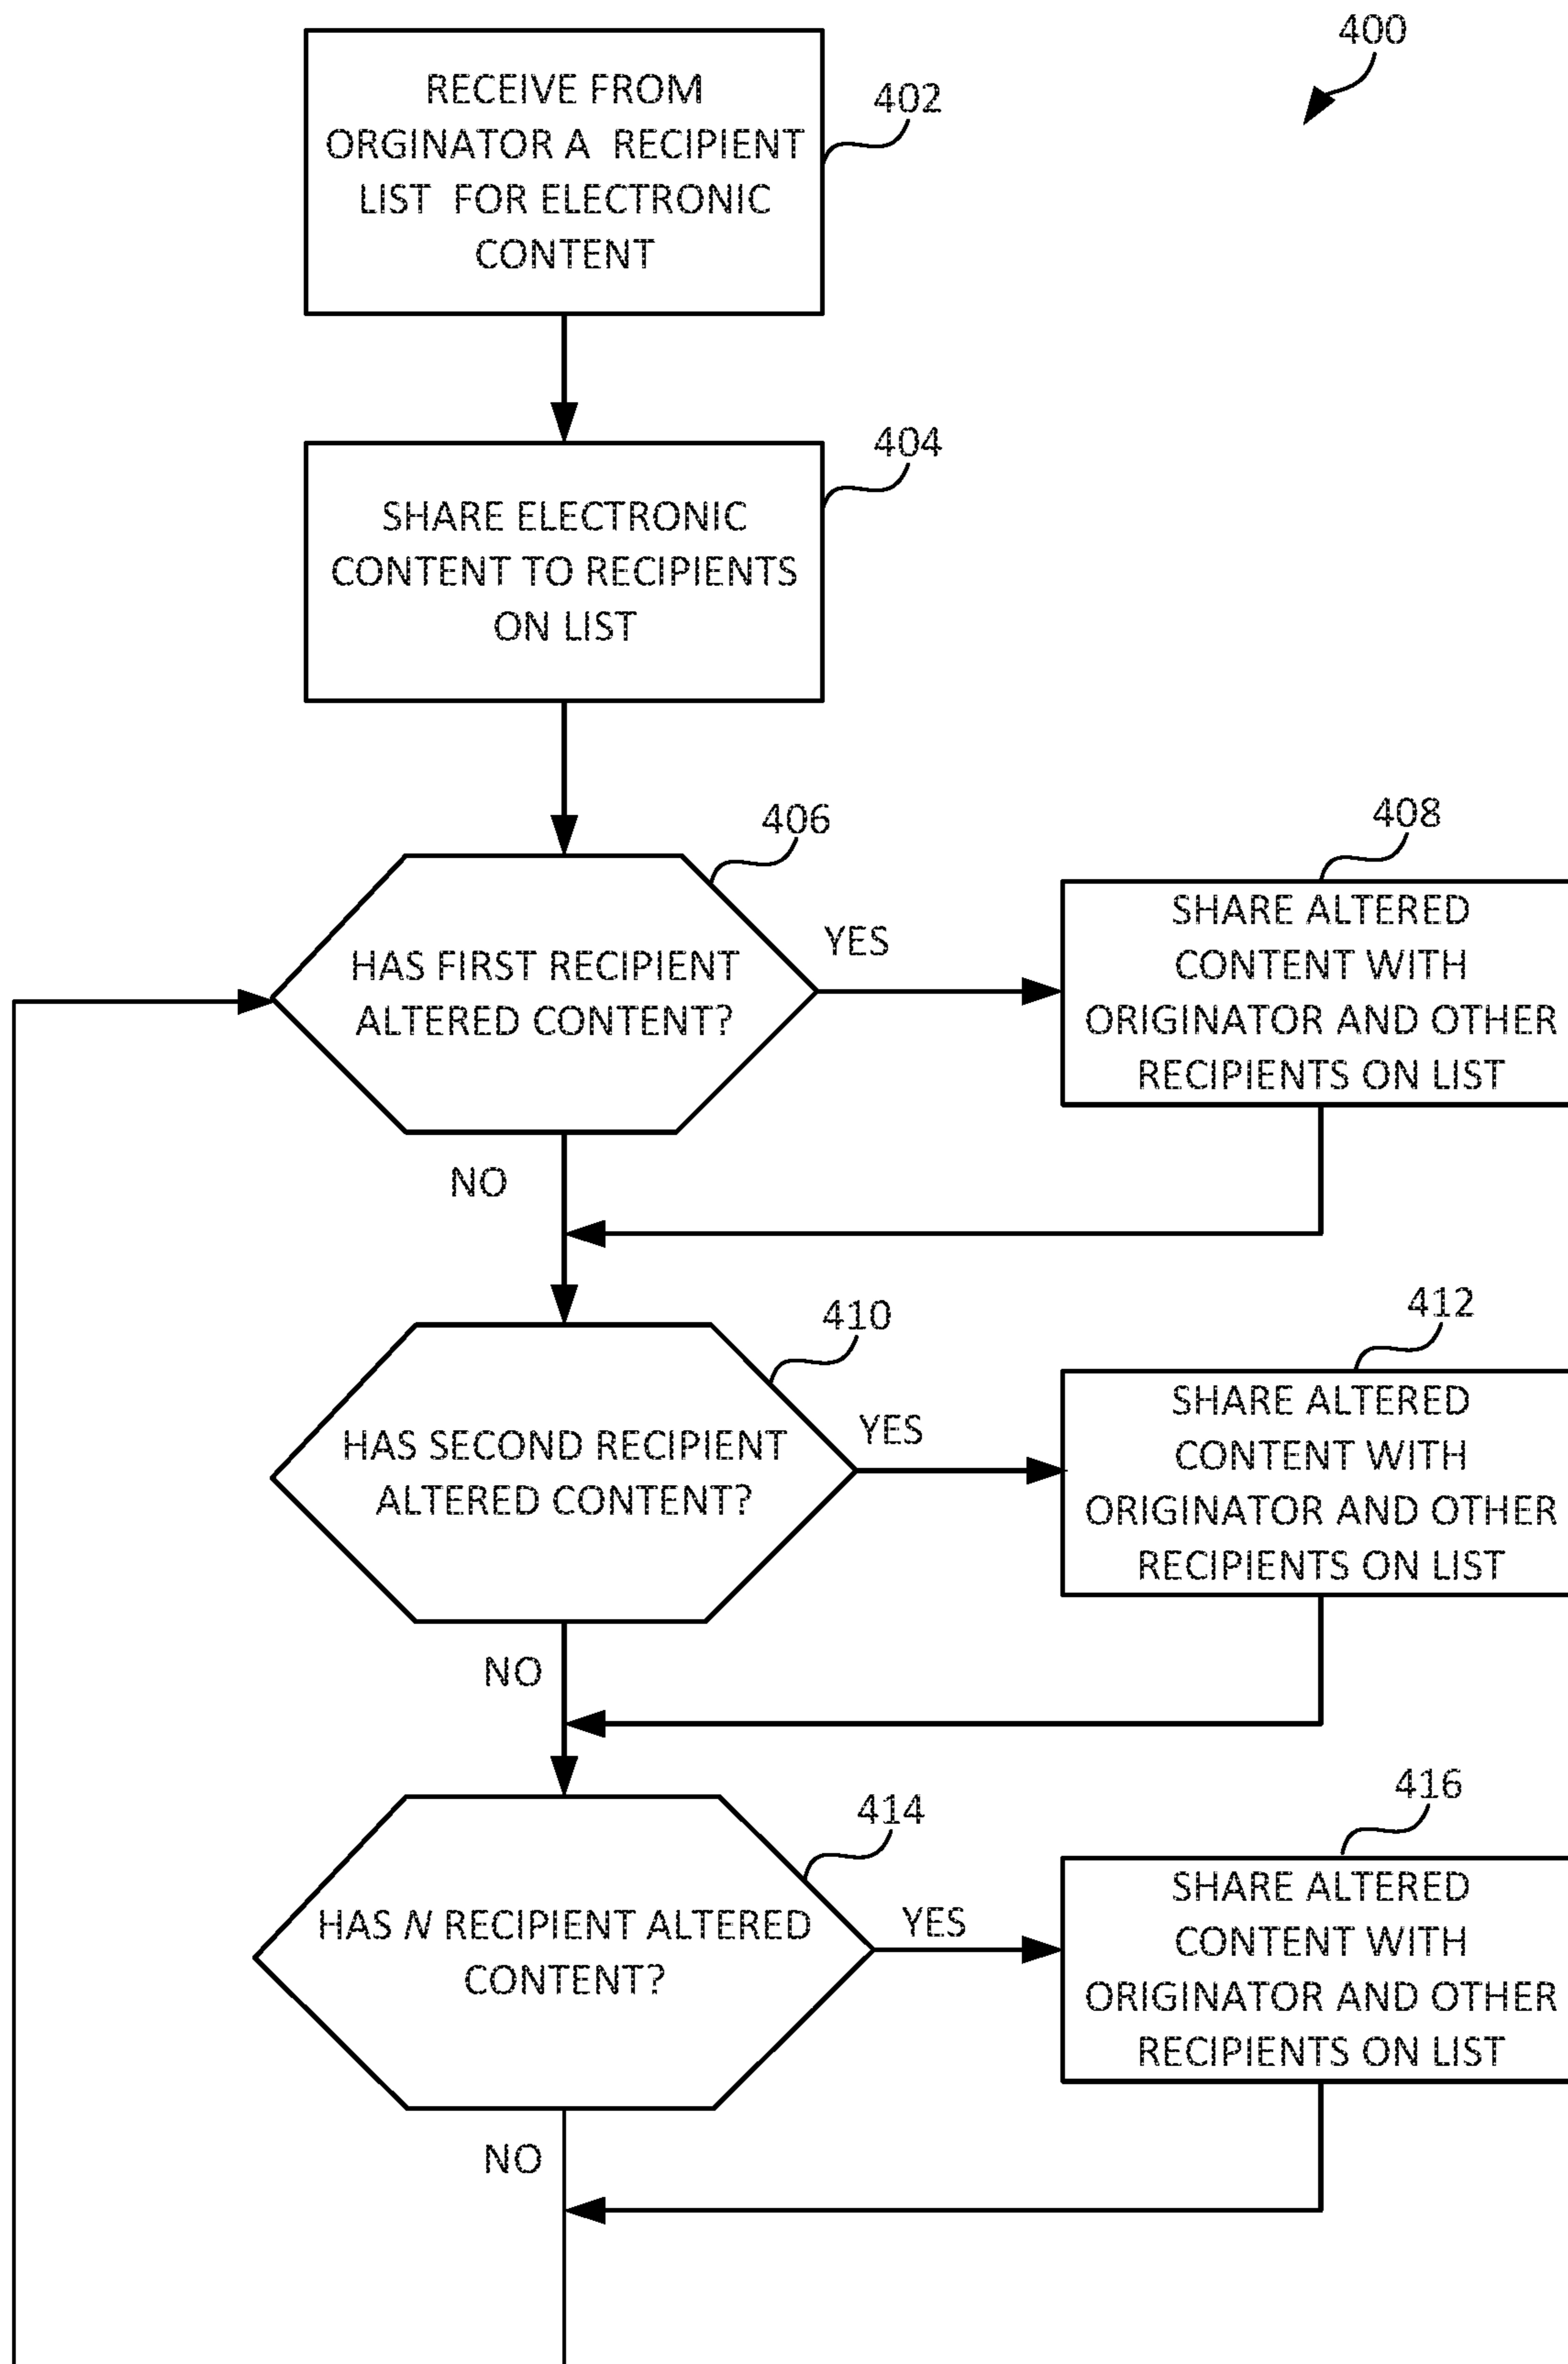 400
RECEIVE FROM
ORGINATOR A RECIPIENT
LIST FOR ELECTRONIC
CONTENT
402
SHARE ELECTRONIC
CONTENT TO RECIPIENTS
ON LIST
404
HAS FIRST RECIPIENT
ALTERED CONTENT?
406
YES
NO
SHARE ALTERED
CONTENT WITH
ORIGINATOR AND OTHER
RECIPIENTS ON LIST
408
HAS SECOND RECIPIENT
ALTERED CONTENT?
410
YES
NO
SHARE ALTERED
CONTENT WITH
ORIGINATOR AND OTHER
RECIPIENTS ON LIST
412
HAS N RECIPIENT ALTERED
CONTENT?
414
YES
NO
SHARE ALTERED
CONTENT WITH
ORIGINATOR AND OTHER
RECIPIENTS ON LIST
416